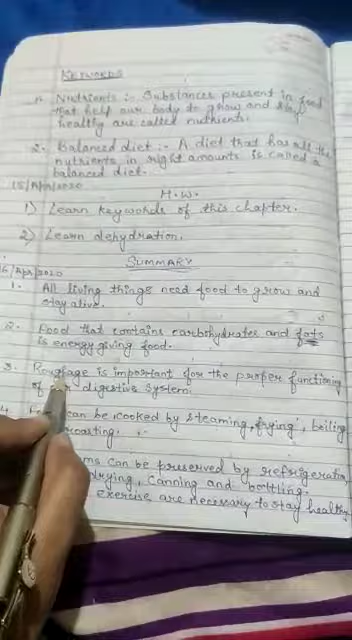 KEYWORDS
1. Nutrients :- Substances present in food
that help our body to grow and stay
healthy are called nutrients.
2. Balanced diet :- A diet that has all the
nutrients in right amounts is called a
balanced diet.
15/Apr/2020
H.W.
1) Learn keywords of this chapter.
2) Learn dehydration.
SUMMARY
16/Apr/2020
1. All living things need food to grow and
stay alive.
2. Food that contains carbohydrates and fats
is energy giving food.
3. Roughage is important for the proper functioning
of digestive system.
4. can be cooked by steaming, frying, boiling
roasting.
can be preserved by refrigeration
drying, canning and bottling.
exercise are necessary to stay healthy